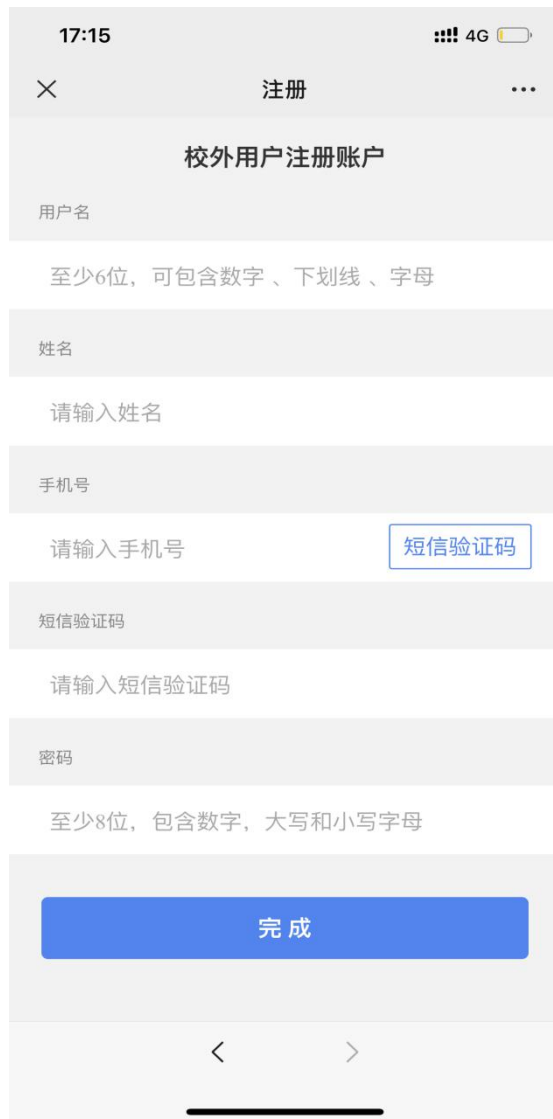 17:15 4G
注册
校外用户注册账户
用户名
至少6位，可包含数字 、下划线 、字母
姓名
请输入姓名
手机号
请输入手机号 短信验证码
短信验证码
请输入短信验证码
密码
至少8位，包含数字，大写和小写字母
完成